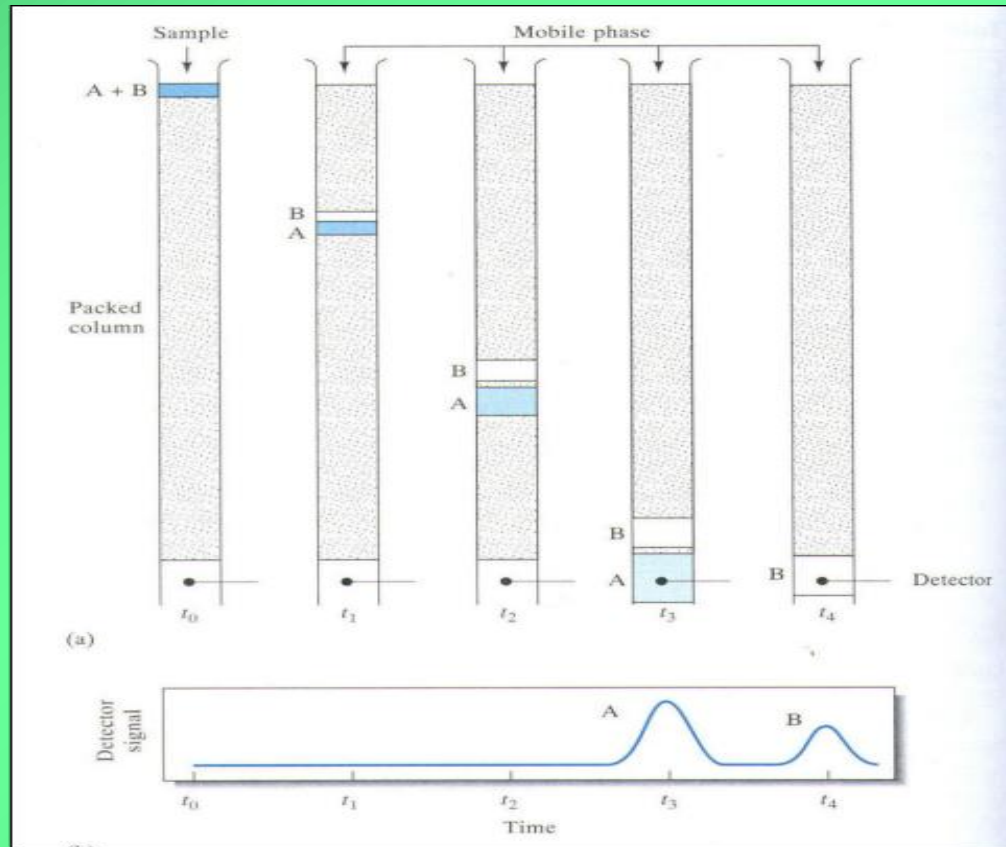 Sample
Mobile phase
A + B
B
A
Packed
column
B
A
B
A
B
Detector
t0 t1 t2 t3 t4
(a)
Detector
signal
A
B
t0 t1 t2 t3 t4
Time